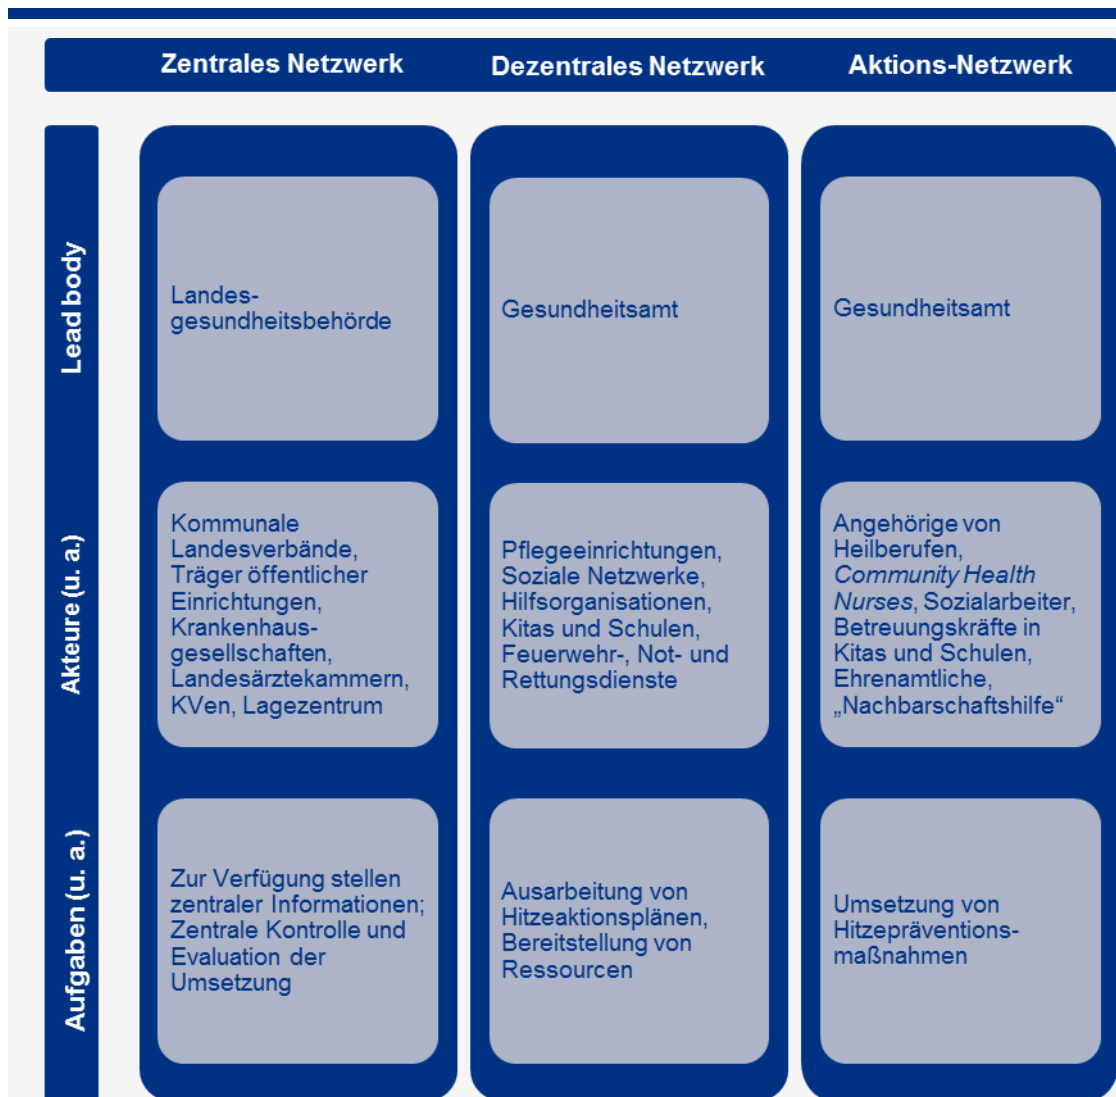 Zentrales Netzwerk
Dezentrales Netzwerk
Aktions-Netzwerk
Lead body
Landes-
gesundheitsbehörde
Gesundheitsamt
Gesundheitsamt
Akteure (u. a.)
Kommunale
Landesverbände,
Träger öffentlicher
Einrichtungen,
Krankenhaus-
gesellschaften,
Landesärztekammern,
KVen, Lagezentrum
Pflegeeinrichtungen,
Soziale Netzwerke,
Hilfsorganisationen,
Kitas und Schulen,
Feuerwehr-, Not- und
Rettungsdienste
Angehörige von
Heilberufen,
Community Health
Nurses, Sozialarbeiter,
Betreuungskräfte in
Kitas und Schulen,
Ehrenamtliche,
„Nachbarschaftshilfe“
Aufgaben (u. a.)
Zur Verfügung stellen
zentraler Informationen;
Zentrale Kontrolle und
Evaluation der
Umsetzung
Ausarbeitung von
Hitzeaktionsplänen,
Bereitstellung von
Ressourcen
Umsetzung von
Hitzepräventions-
maßnahmen